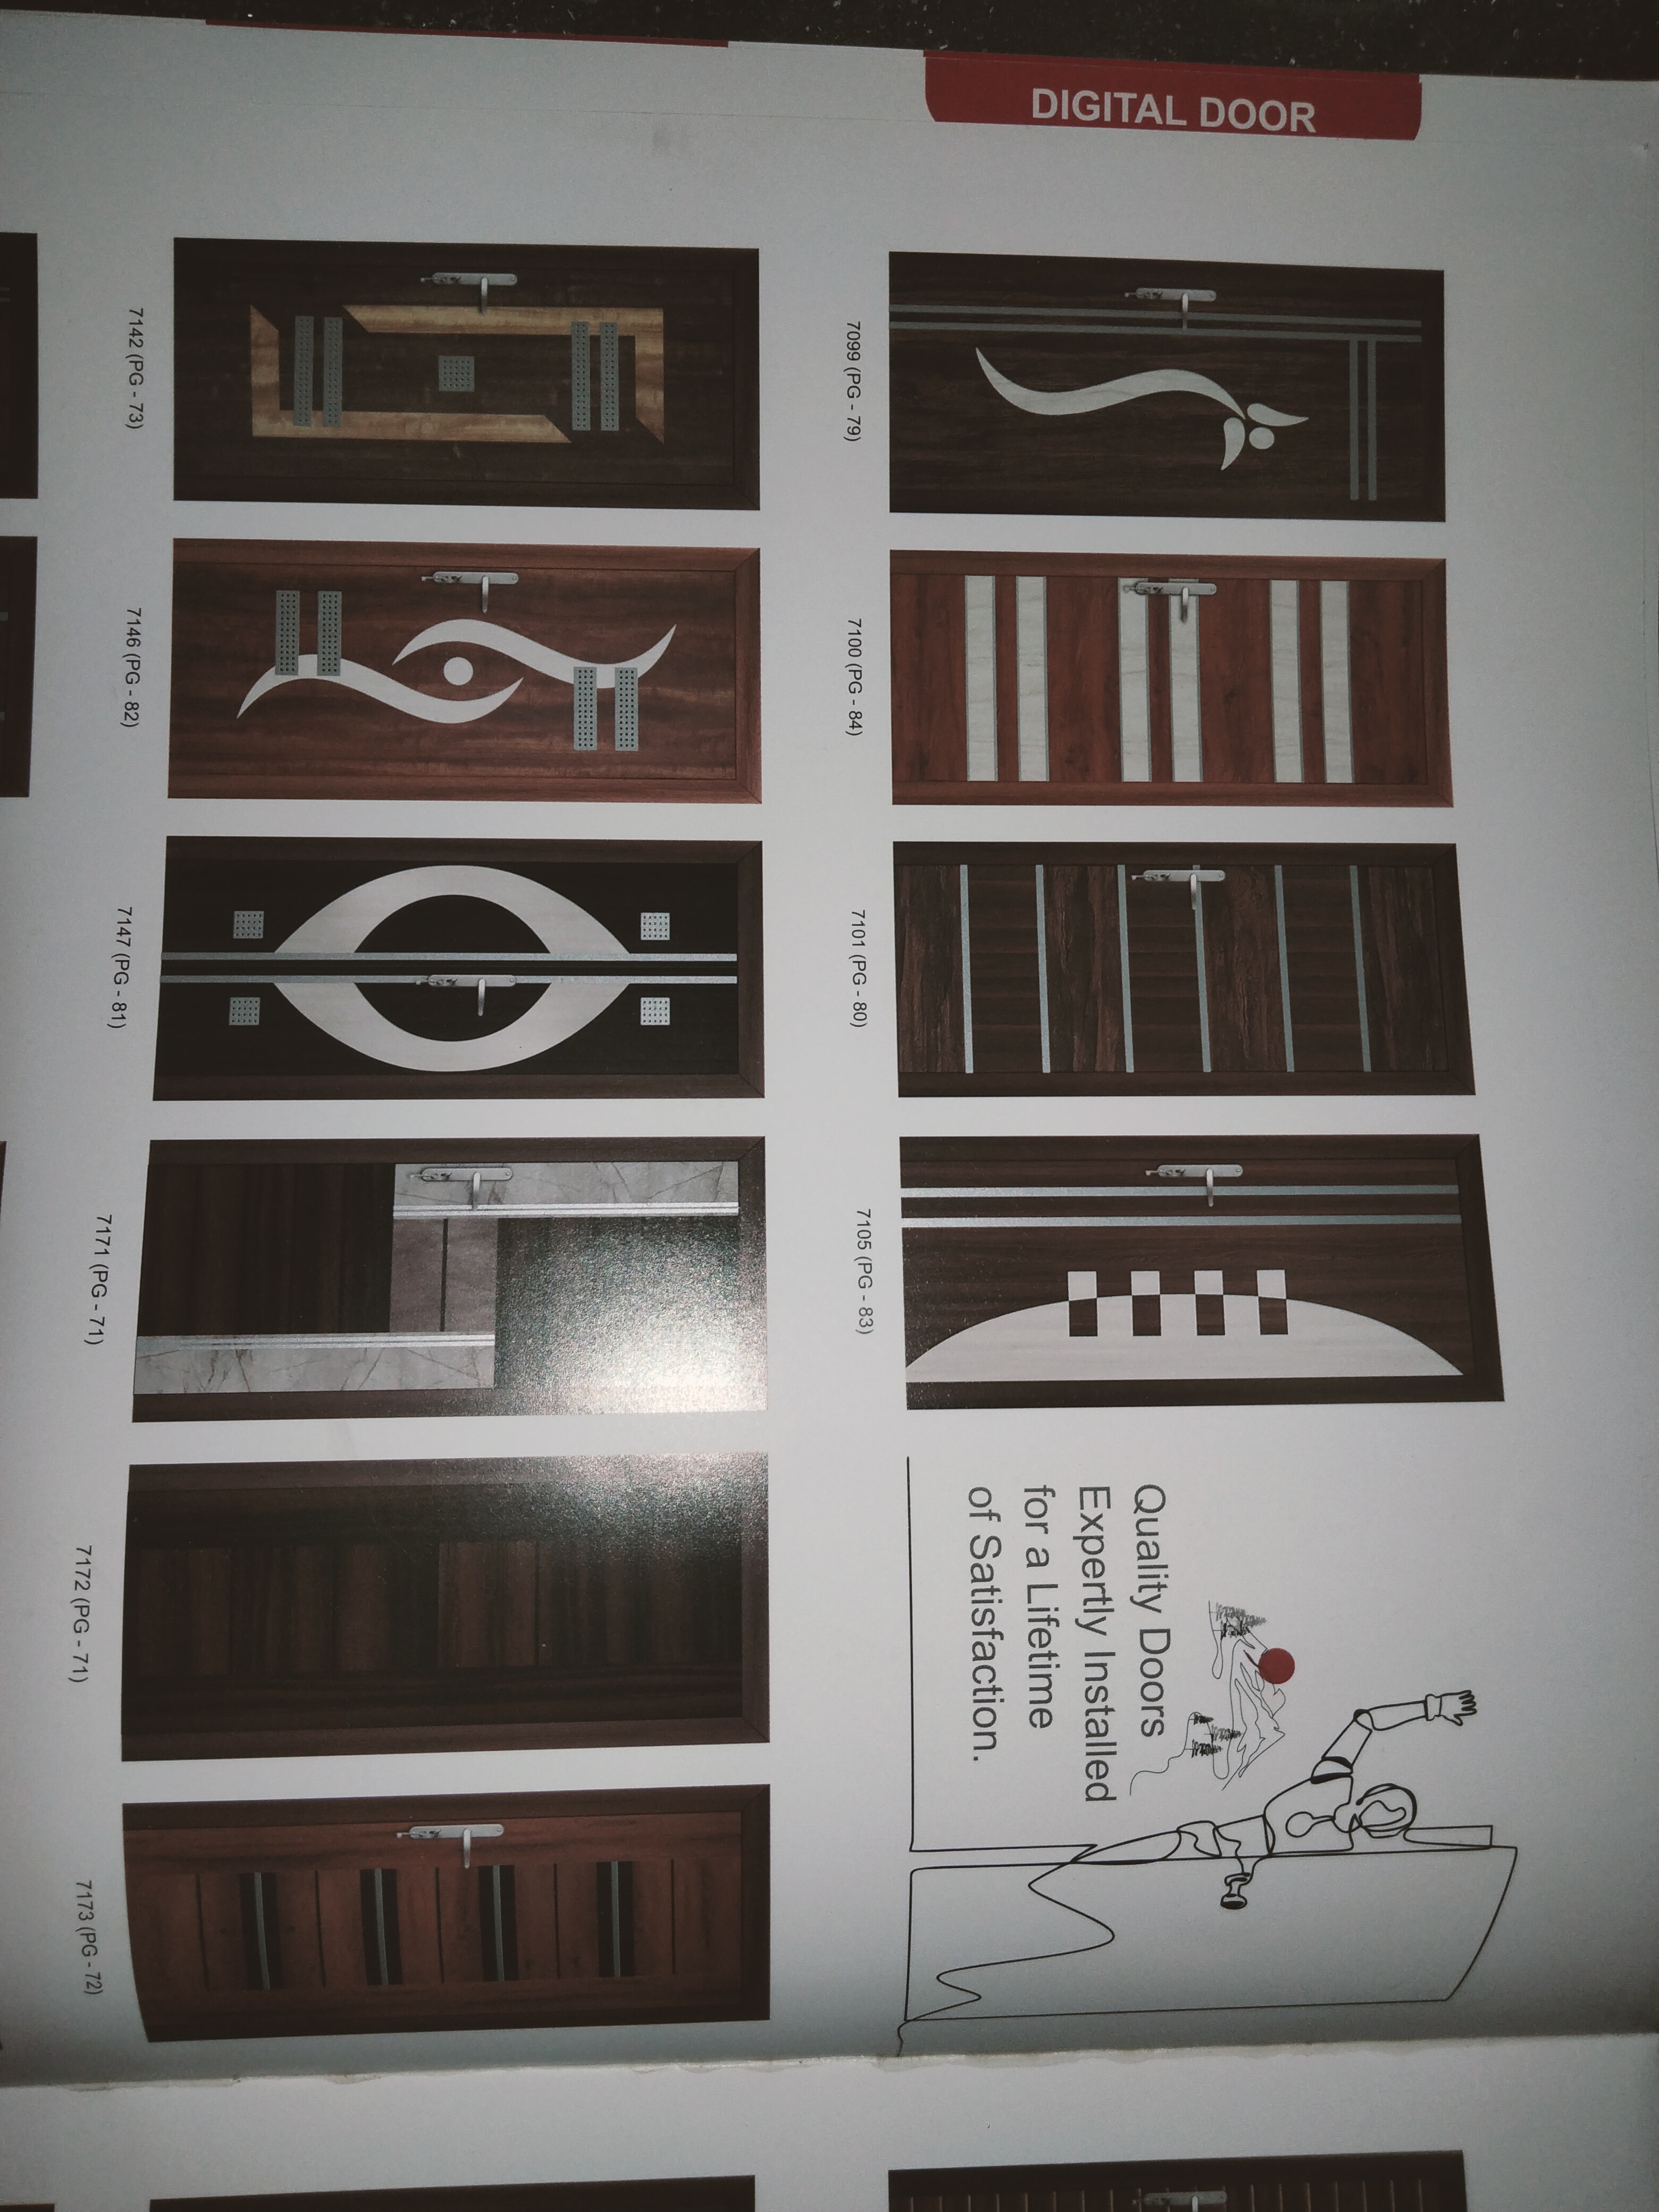 DIGITAL DOOR
7099 (PG - 79)
7100 (PG - 84)
7101 (PG - 80)
7105 (PG - 83)
Quality Doors
Expertly Installed
for a Lifetime
of Satisfaction.
7142 (PG - 73)
7146 (PG - 82)
7147 (PG - 81)
7171 (PG - 71)
7172 (PG - 71)
7173 (PG - 72)